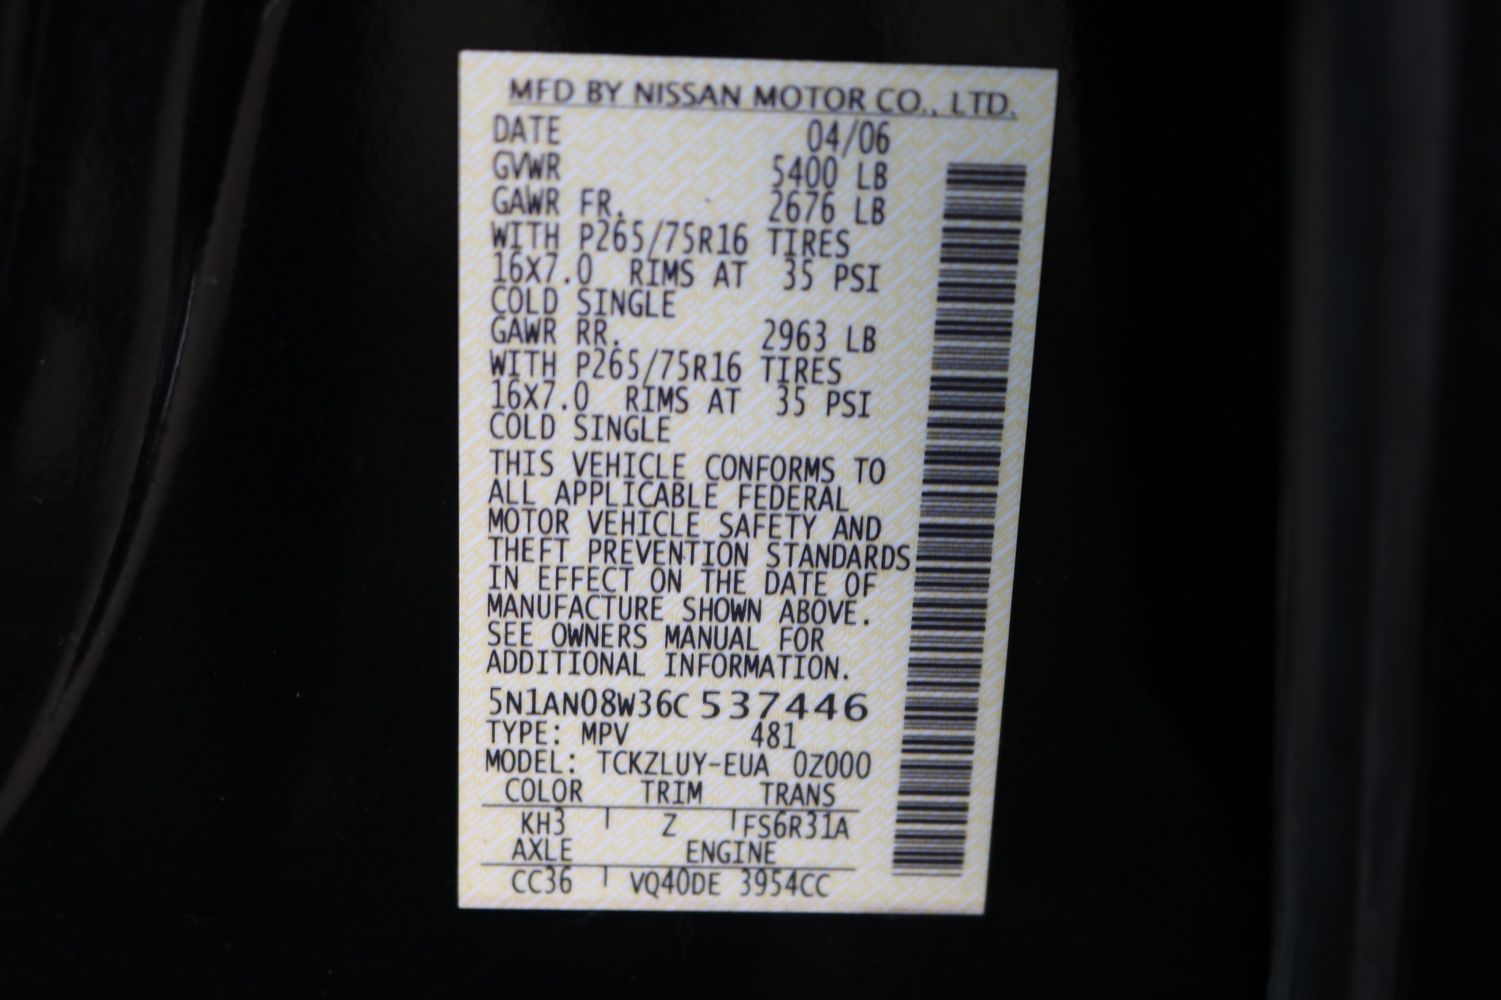 MFD BY NISSAN MOTOR CO., LTD.
DATE 04/06
GVWR 5400 LB
GAWR FR. 2676 LB
WITH P265/75R16 TIRES
16X7.0 RIMS AT 35 PSI
COLD SINGLE
GAWR RR. 2963 LB
WITH P265/75R16 TIRES
16X7.0 RIMS AT 35 PSI
COLD SINGLE
THIS VEHICLE CONFORMS TO
ALL APPLICABLE FEDERAL
MOTOR VEHICLE SAFETY AND
THEFT PREVENTION STANDARDS
IN EFFECT ON THE DATE OF
MANUFACTURE SHOWN ABOVE.
SEE OWNERS MANUAL FOR
ADDITIONAL INFORMATION.
5N1AN08W36C537446
TYPE: MPV 481
MODEL: TCKZLUY-EUA 0Z000
COLOR TRIM TRANS
KH3 Z FS6R31A
AXLE ENGINE
CC36 VQ40DE 3954CC